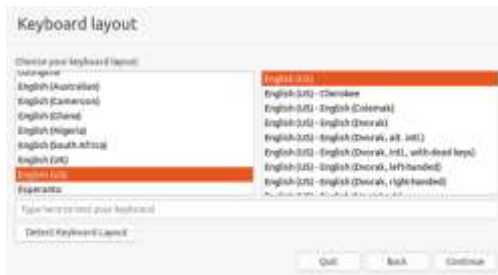 Keyboard layout
Choose your keyboard layout:
English (Australian)
English (Cameroon)
English (Ghana)
English (Nigeria)
English (South Africa)
English (UK)
English (US)
Esperanto
English (US)
English (US) - Cherokee
English (US) - English (Colemak)
English (US) - English (Dvorak)
English (US) - English (Dvorak, alt. intl.)
English (US) - English (Dvorak, intl., with dead keys)
English (US) - English (Dvorak, left-handed)
English (US) - English (Dvorak, right-handed)
Type here to test your keyboard
Detect Keyboard Layout
Quit
Back
Continue